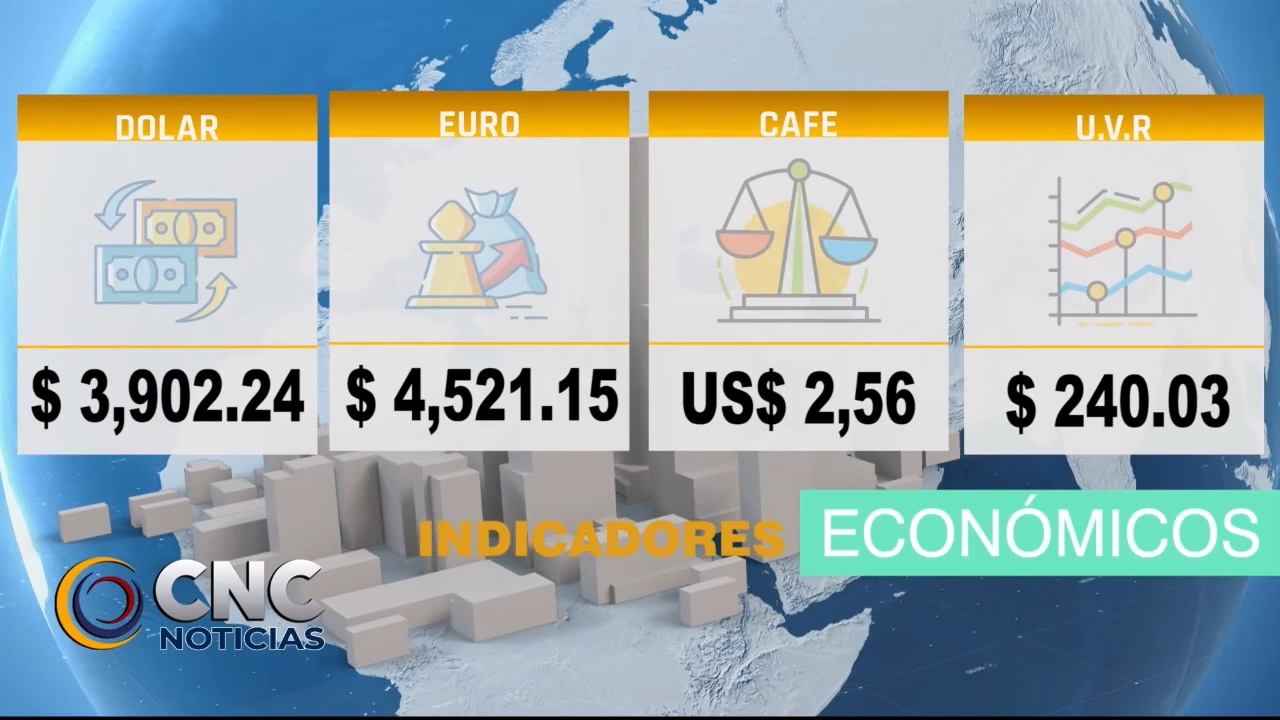 DOLAR
EURO
CAFE
U.V.R
$ 3,902.24
$ 4,521.15
US$ 2,56
$ 240.03
INDICADORES
ECONÓMICOS
CNC
NOTICIAS